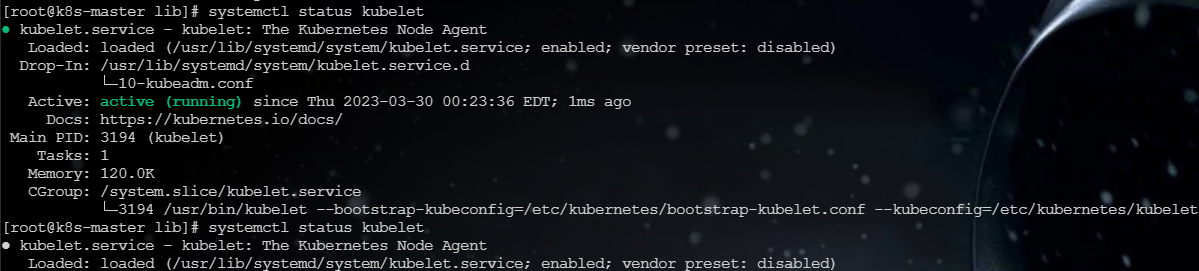 [root@k8s-master lib]# systemctl status kubelet
● kubelet.service - kubelet: The Kubernetes Node Agent
   Loaded: loaded (/usr/lib/systemd/system/kubelet.service; enabled; vendor preset: disabled)
  Drop-In: /usr/lib/systemd/system/kubelet.service.d
           └─10-kubeadm.conf
   Active: active (running) since Thu 2023-03-30 00:23:36 EDT; 1ms ago
     Docs: https://kubernetes.io/docs/
 Main PID: 3194 (kubelet)
    Tasks: 1
   Memory: 120.0K
   CGroup: /system.slice/kubelet.service
           └─3194 /usr/bin/kubelet --bootstrap-kubeconfig=/etc/kubernetes/bootstrap-kubelet.conf --kubeconfig=/etc/kubernetes/kubelet
[root@k8s-master lib]# systemctl status kubelet
● kubelet.service - kubelet: The Kubernetes Node Agent
   Loaded: loaded (/usr/lib/systemd/system/kubelet.service; enabled; vendor preset: disabled)